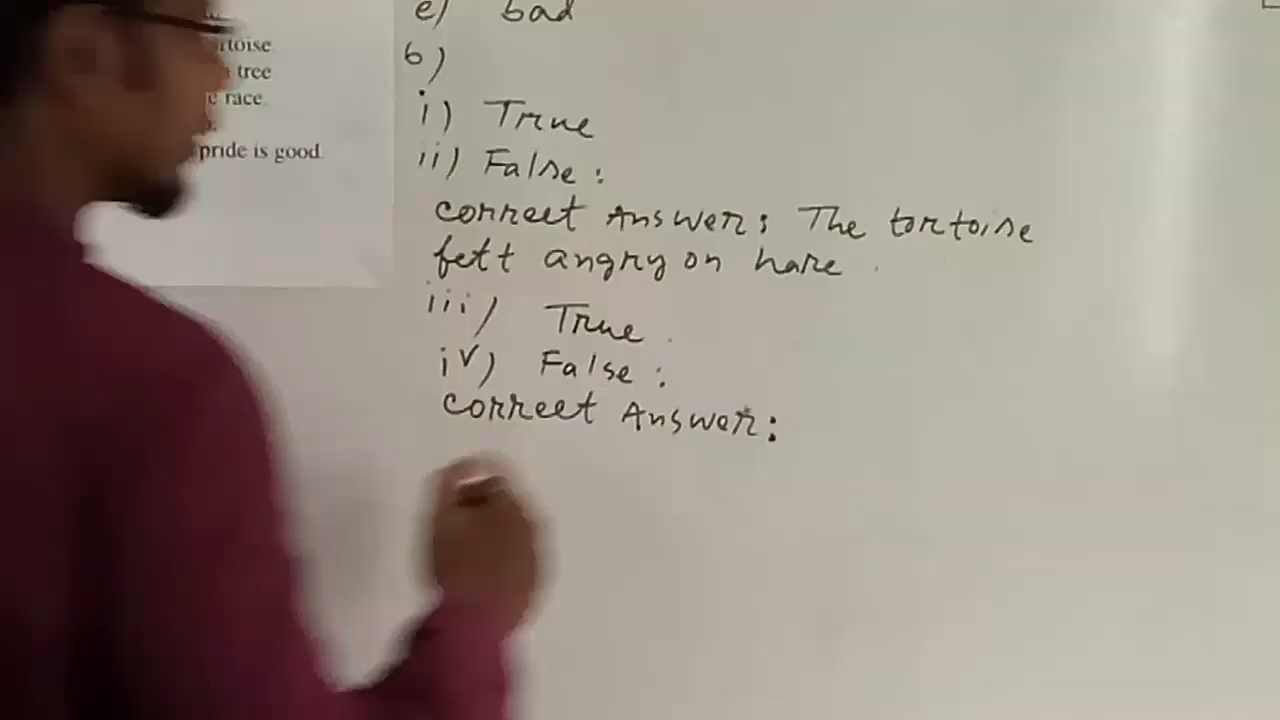 rtoise
tree
race.
pride is good.
e) bad
6)
i) True
ii) False:
correct Answer: The tortoise
fett angry on hare.
iii) True.
iv) False:
correct Answer: